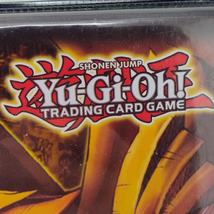 SHONEN JUMP
Yu-Gi-Oh!
TRADING CARD GAME